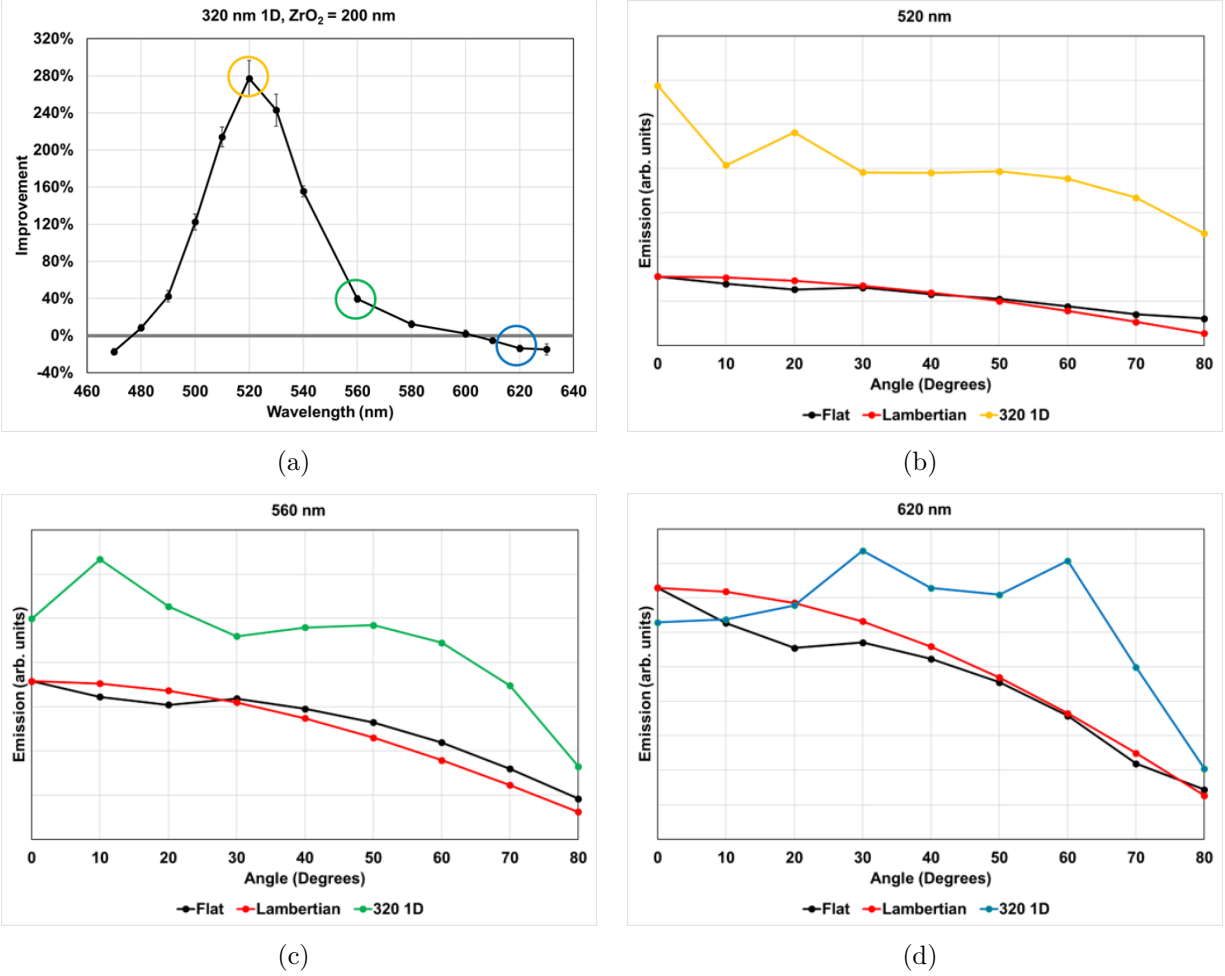 320 nm 1D, ZrO₂ = 200 nm
320%
280%
240%
200%
160%
120%
80%
40%
0%
-40%
Improvement
460 480 500 520 540 560 580 600 620 640
Wavelength (nm)
(a)
520 nm
Emission (arb. units)
0 10 20 30 40 50 60 70 80
Angle (Degrees)
Flat Lambertian 320 1D
(b)
560 nm
Emission (arb. units)
0 10 20 30 40 50 60 70 80
Angle (Degrees)
Flat Lambertian 320 1D
(c)
620 nm
Emission (arb. units)
0 10 20 30 40 50 60 70 80
Angle (Degrees)
Flat Lambertian 320 1D
(d)